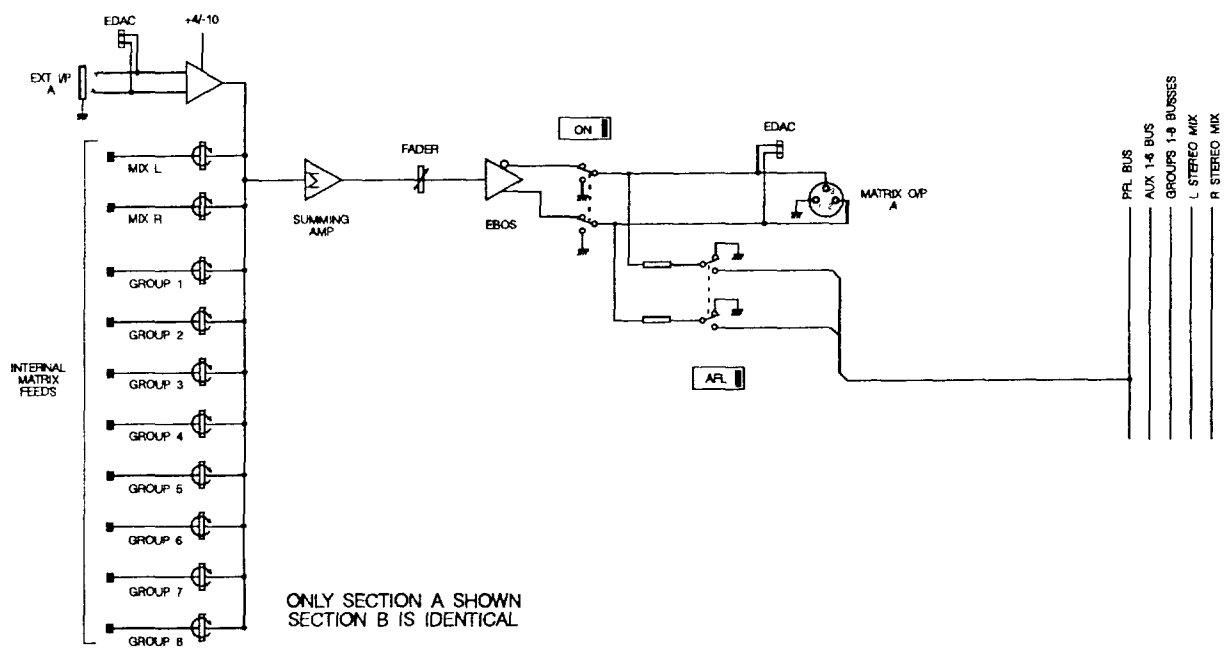 EDAC
+4/-10
EXT I/P
A
MIX L
MIX R
GROUP 1
GROUP 2
GROUP 3
GROUP 4
GROUP 5
GROUP 6
GROUP 7
GROUP 8
INTERNAL
MATRIX
FEEDS
Σ
SUMMING
AMP
FADER
EBOS
ON
EDAC
MATRIX O/P
A
AFL
PFL BUS
AUX 1-6 BUS
GROUPS 1-8 BUSSES
L STEREO MIX
R STEREO MIX
ONLY SECTION A SHOWN
SECTION B IS IDENTICAL